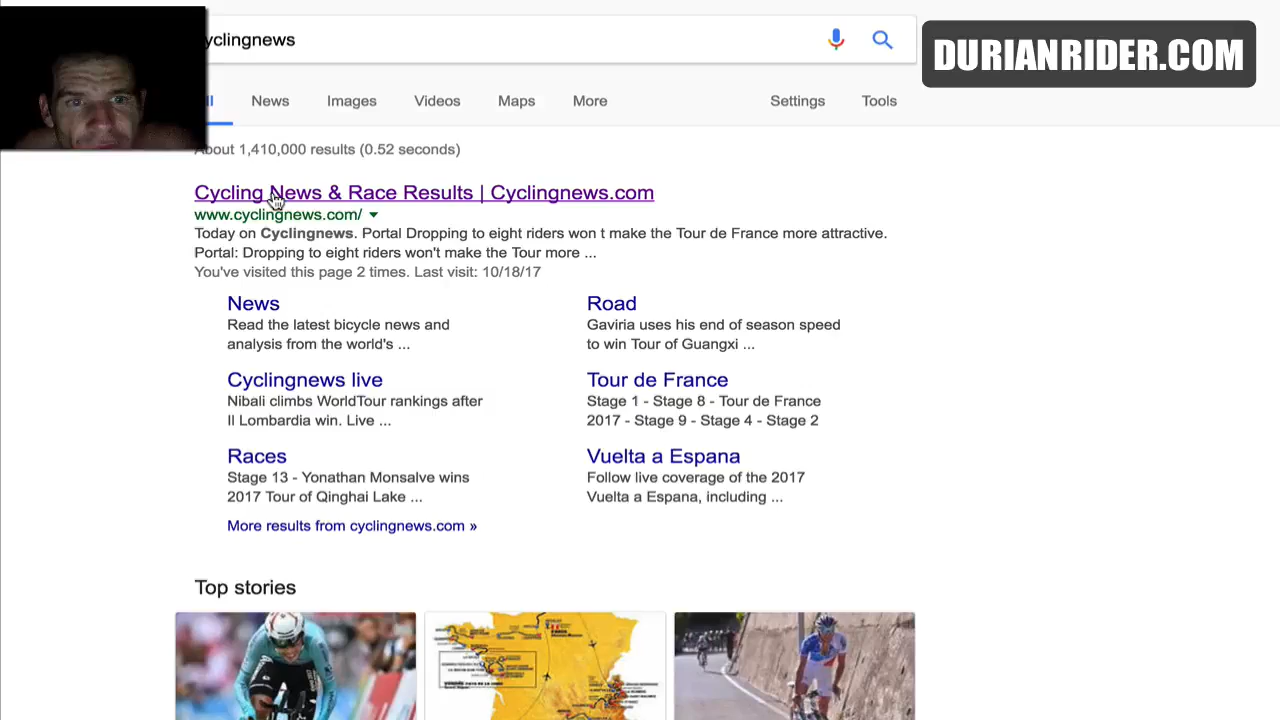 yclingnews
DURIANRIDER.COM
ll
News
Images
Videos
Maps
More
Settings
Tools
About 1,410,000 results (0.52 seconds)
Cycling News & Race Results | Cyclingnews.com
www.cyclingnews.com/
Today on Cyclingnews. Portal Dropping to eight riders won t make the Tour de France more attractive.
Portal: Dropping to eight riders won't make the Tour more ...
You've visited this page 2 times. Last visit: 10/18/17
News
Read the latest bicycle news and
analysis from the world's ...
Road
Gaviria uses his end of season speed
to win Tour of Guangxi ...
Cyclingnews live
Nibali climbs WorldTour rankings after
Il Lombardia win. Live ...
Tour de France
Stage 1 - Stage 8 - Tour de France
2017 - Stage 9 - Stage 4 - Stage 2
Races
Stage 13 - Yonathan Monsalve wins
2017 Tour of Qinghai Lake ...
Vuelta a Espana
Follow live coverage of the 2017
Vuelta a Espana, including ...
More results from cyclingnews.com »
Top stories